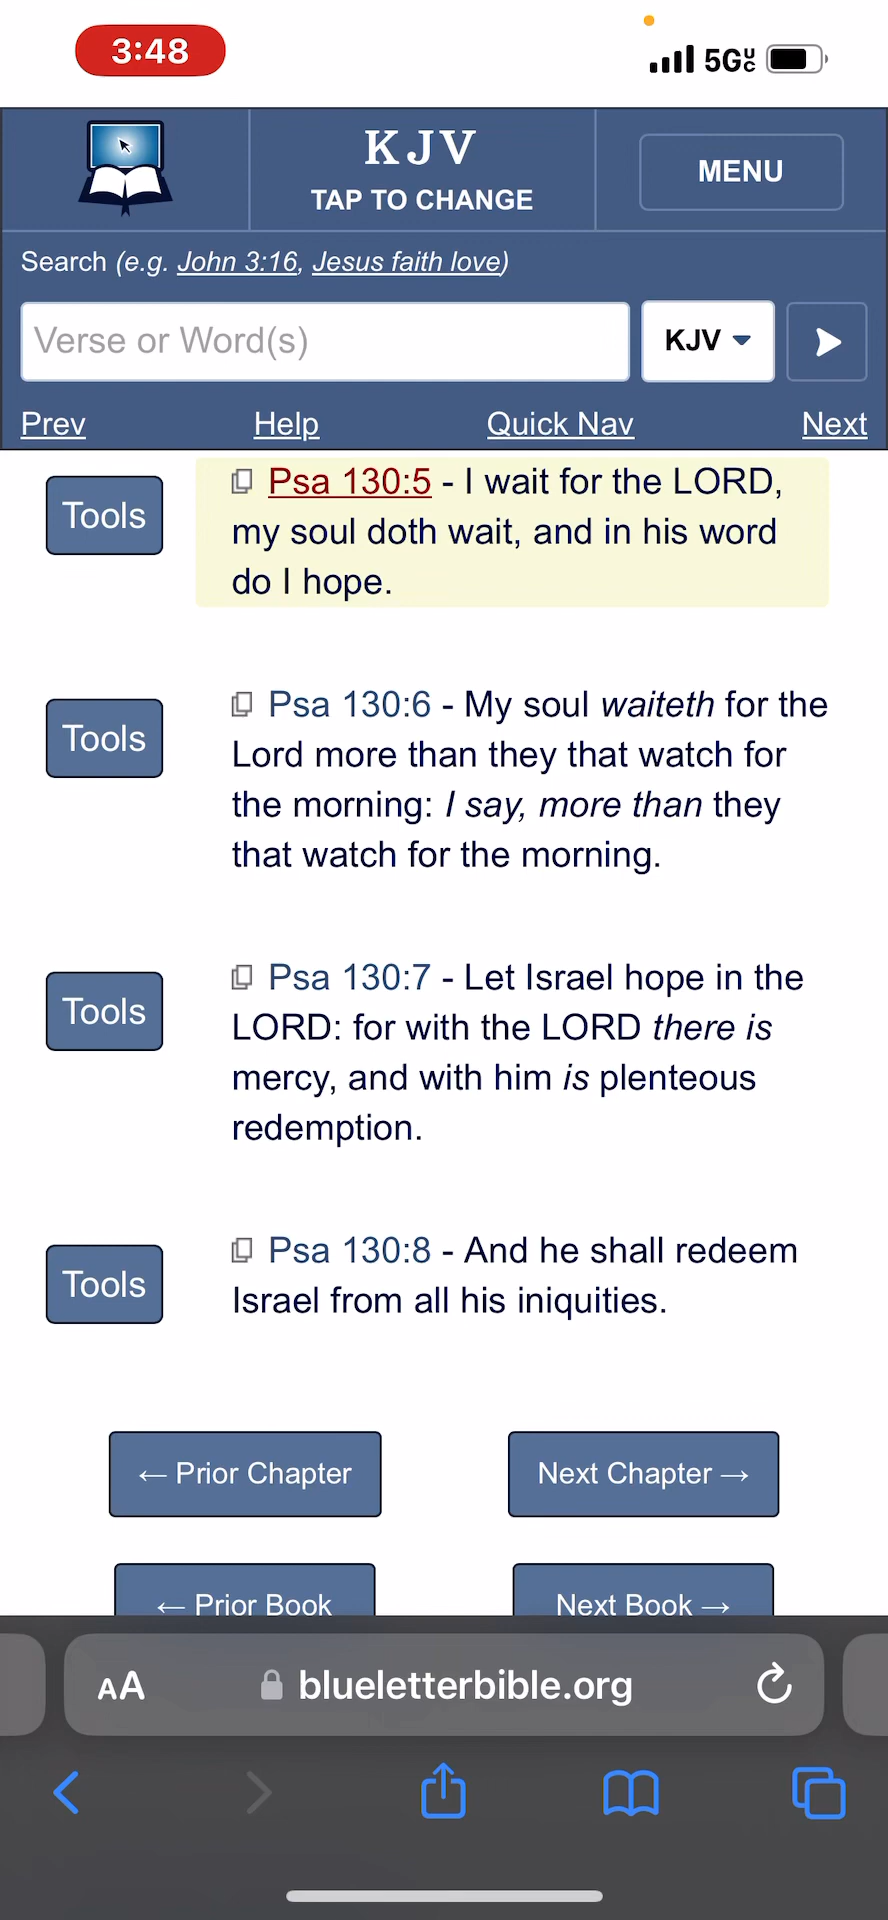 3:48
5G UC
KJV
TAP TO CHANGE
MENU
Search (e.g. John 3:16, Jesus faith love)
Verse or Word(s)
KJV
Prev Help Quick Nav Next
Tools
Psa 130:5 - I wait for the LORD,
my soul doth wait, and in his word
do I hope.
Tools
Psa 130:6 - My soul waiteth for the
Lord more than they that watch for
the morning: I say, more than they
that watch for the morning.
Tools
Psa 130:7 - Let Israel hope in the
LORD: for with the LORD there is
mercy, and with him is plenteous
redemption.
Tools
Psa 130:8 - And he shall redeem
Israel from all his iniquities.
← Prior Chapter Next Chapter →
← Prior Book Next Book →
AA blueletterbible.org